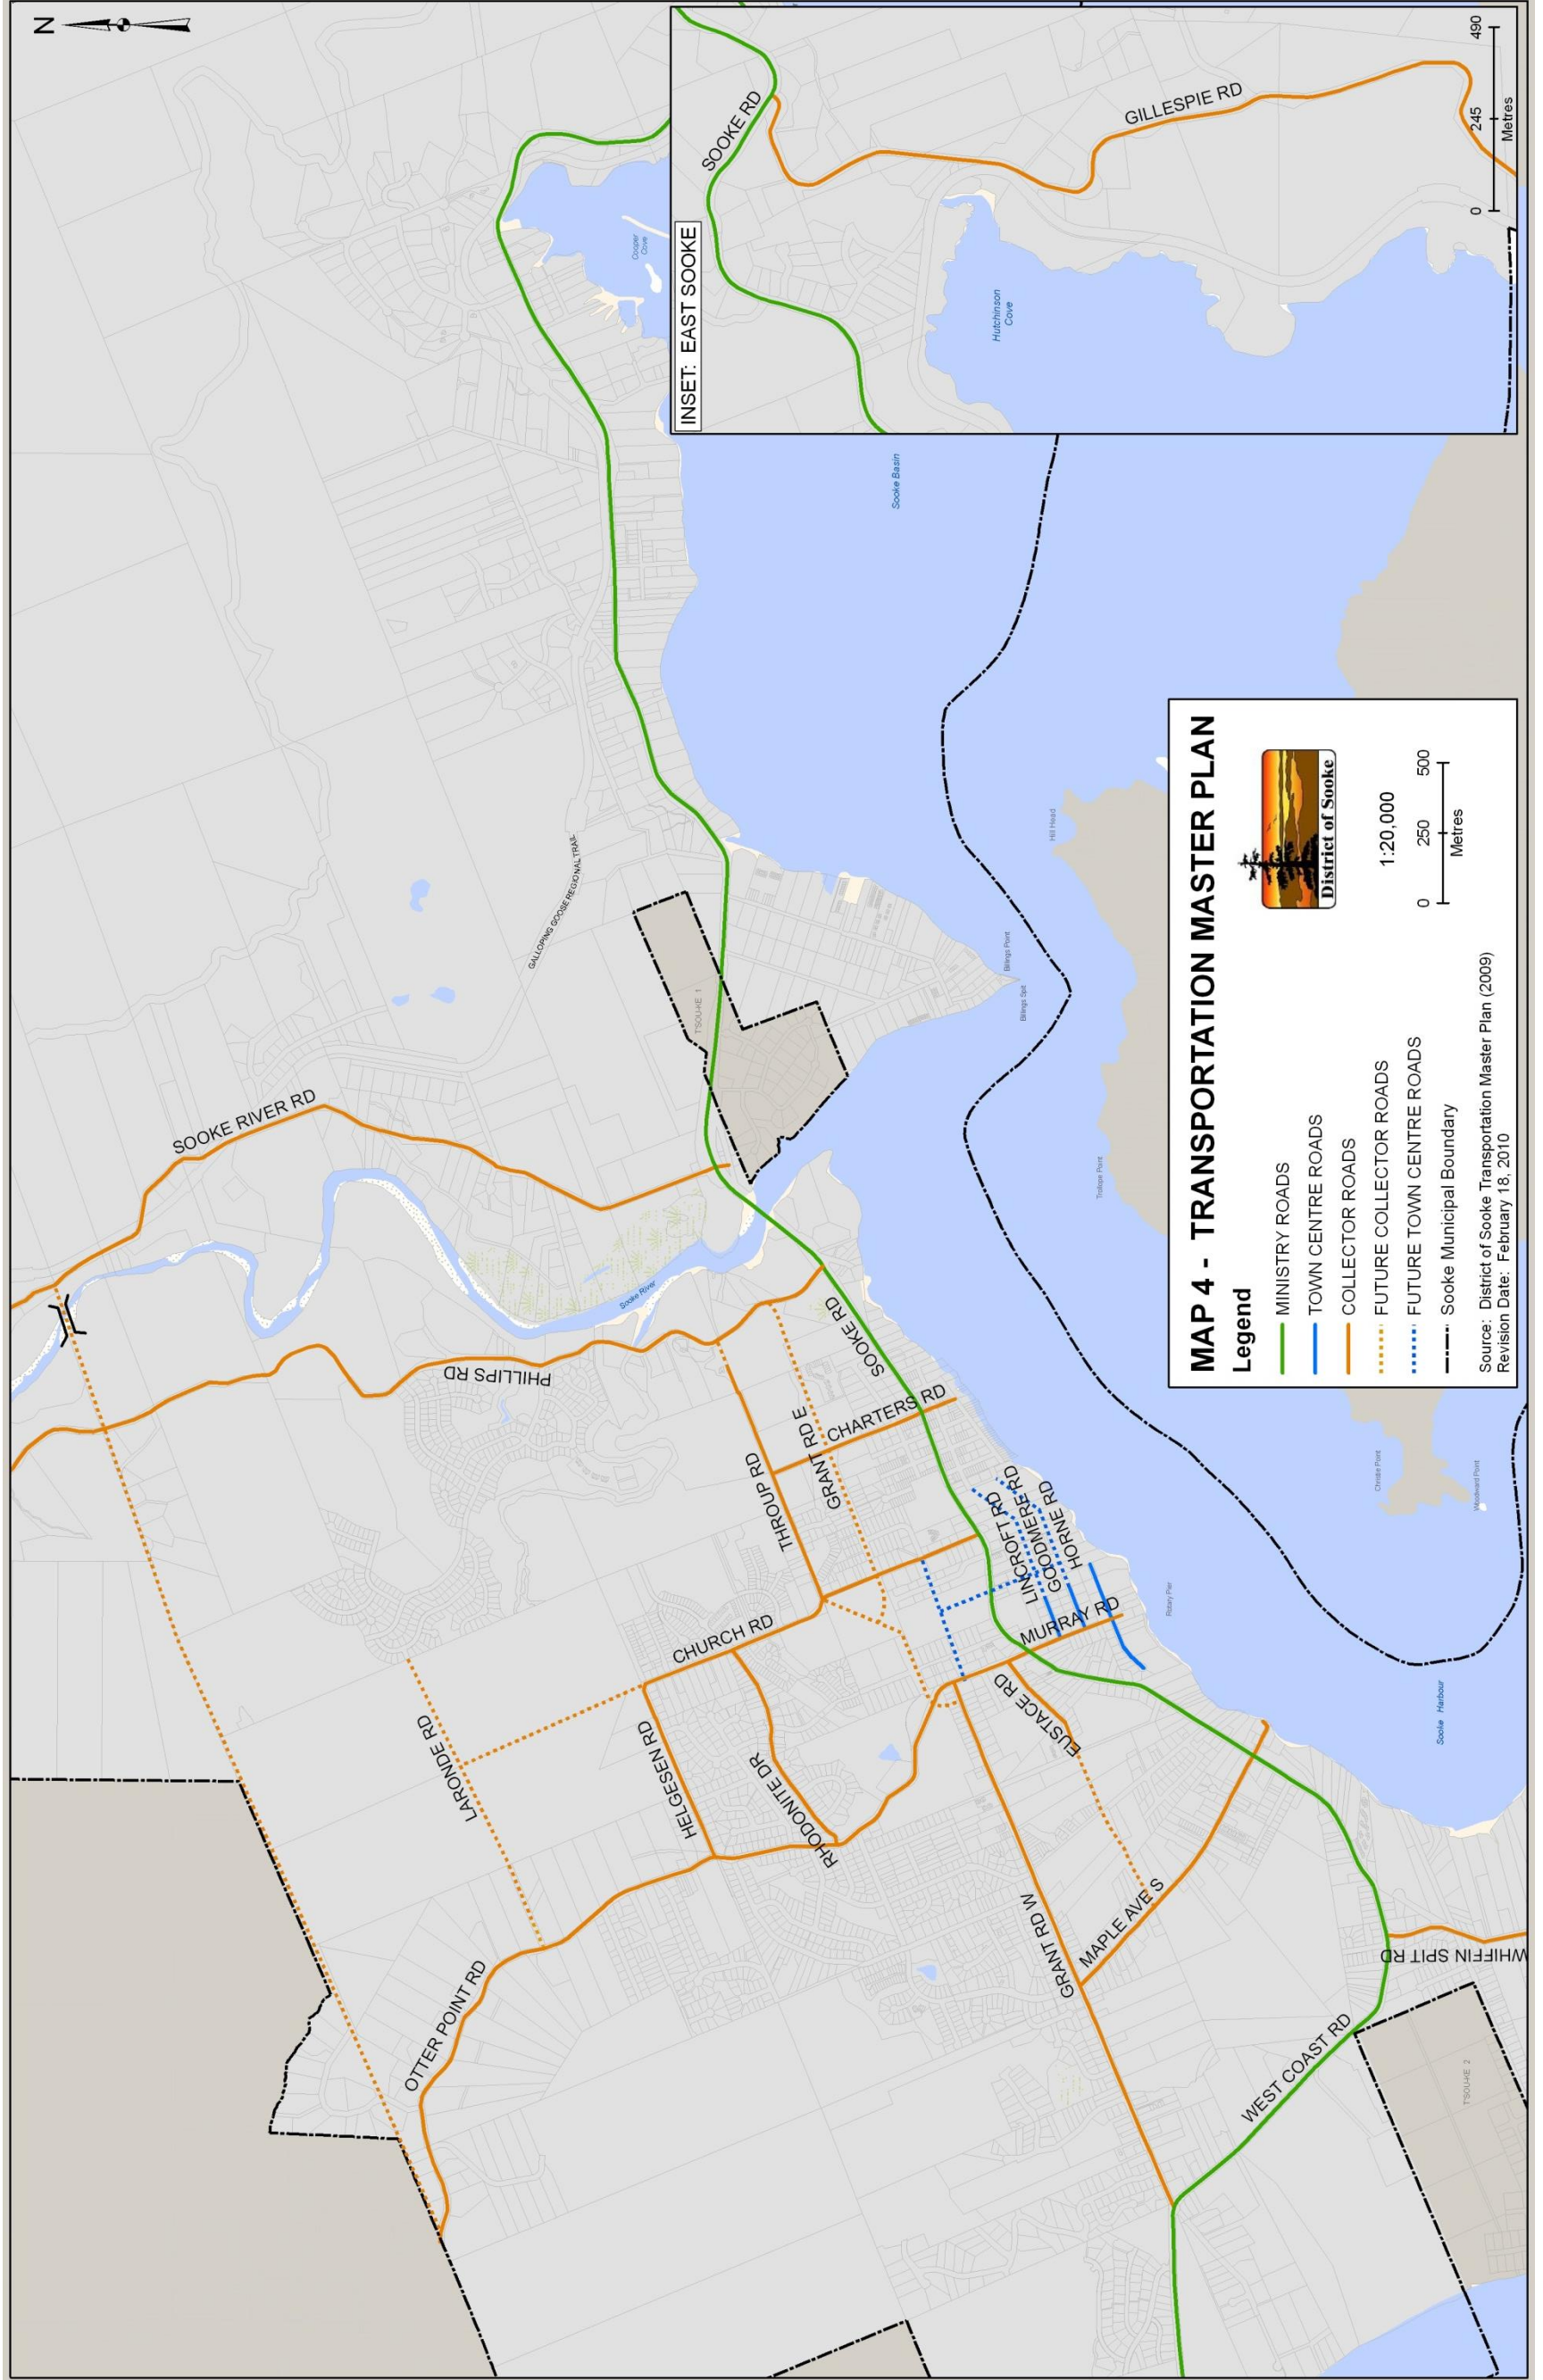 N
INSET:  EAST SOOKE
SOOKE RD
GILLESPIE RD
Hutchinson
Cove
0
245
490
Metres
Cooper
Cove
Sooke Basin
GALLOPING GOOSE REGIONAL TRAIL
T'SOU-KE 1
Billings Point
Billings Spit
Hill Head
Trollope Point
SOOKE RIVER RD
Sooke River
PHILLIPS RD
SOOKE RD
CHARTERS RD
GRANT RD E
THROUP RD
LINCROFT RD
GOODMERE RD
HORNE RD
MURRAY RD
CHURCH RD
EUSTACE RD
HELGESEN RD
LARONDE RD
RHODONITE DR
OTTER POINT RD
GRANT RD W
MAPLE AVE S
WEST COAST RD
WHIFFIN SPIT RD
T'SOU-KE 2
Rotary Pier
Sooke Harbour
Christie Point
Woodward Point
MAP 4 - TRANSPORTATION MASTER PLAN
Legend
MINISTRY ROADS
TOWN CENTRE ROADS
COLLECTOR ROADS
FUTURE COLLECTOR ROADS
FUTURE TOWN CENTRE ROADS
Sooke Municipal Boundary
District of Sooke
1:20,000
0
250
500
Metres
Source: District of Sooke Transportation Master Plan (2009)
Revision Date: February 18, 2010